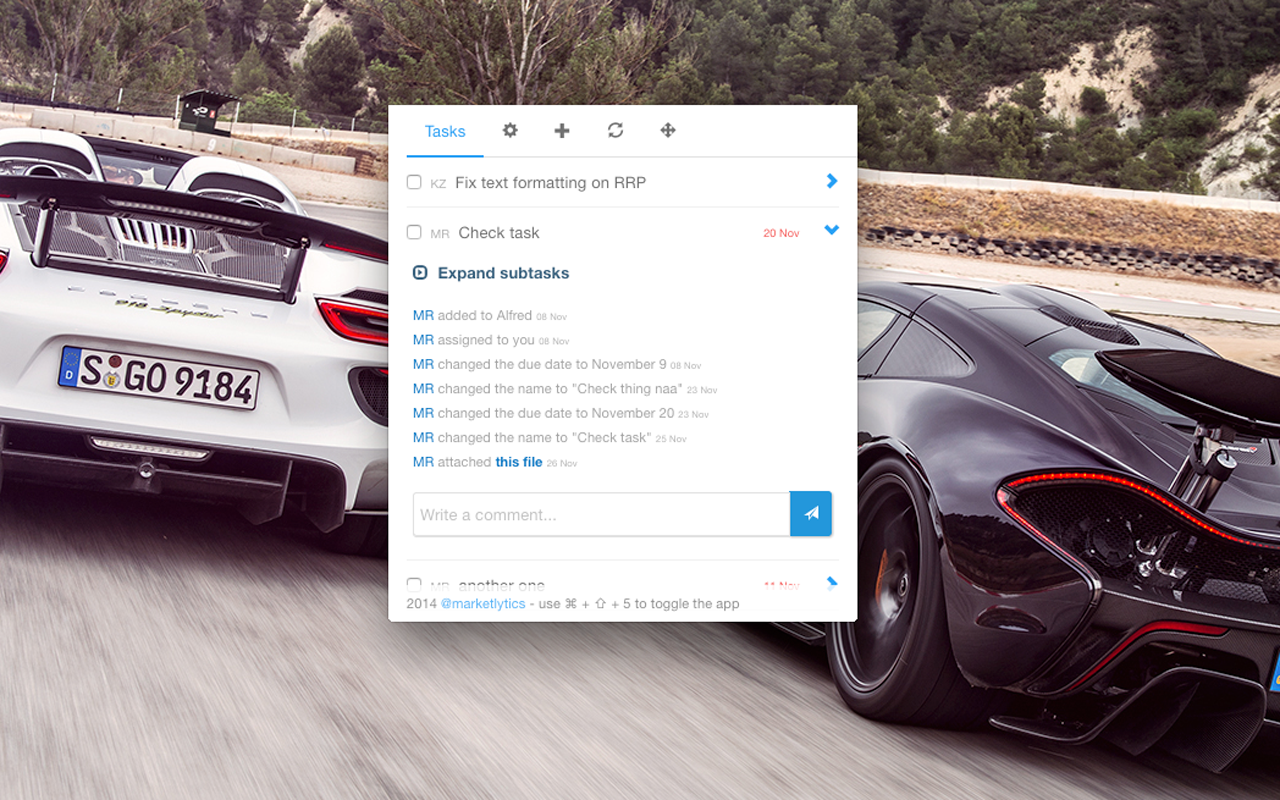 Tasks
KZ Fix text formatting on RRP
MR Check task 20 Nov
Expand subtasks
MR added to Alfred 08 Nov
MR assigned to you 08 Nov
MR changed the due date to November 9 08 Nov
MR changed the name to "Check thing naa" 23 Nov
MR changed the due date to November 20 23 Nov
MR changed the name to "Check task" 25 Nov
MR attached this file 26 Nov
Write a comment...
MR another one 11 Nov
2014 @marketlytics - use ⌘ + ⇧ + 5 to toggle the app
9
PORSCHE
918 Spyder
D S GO 9184